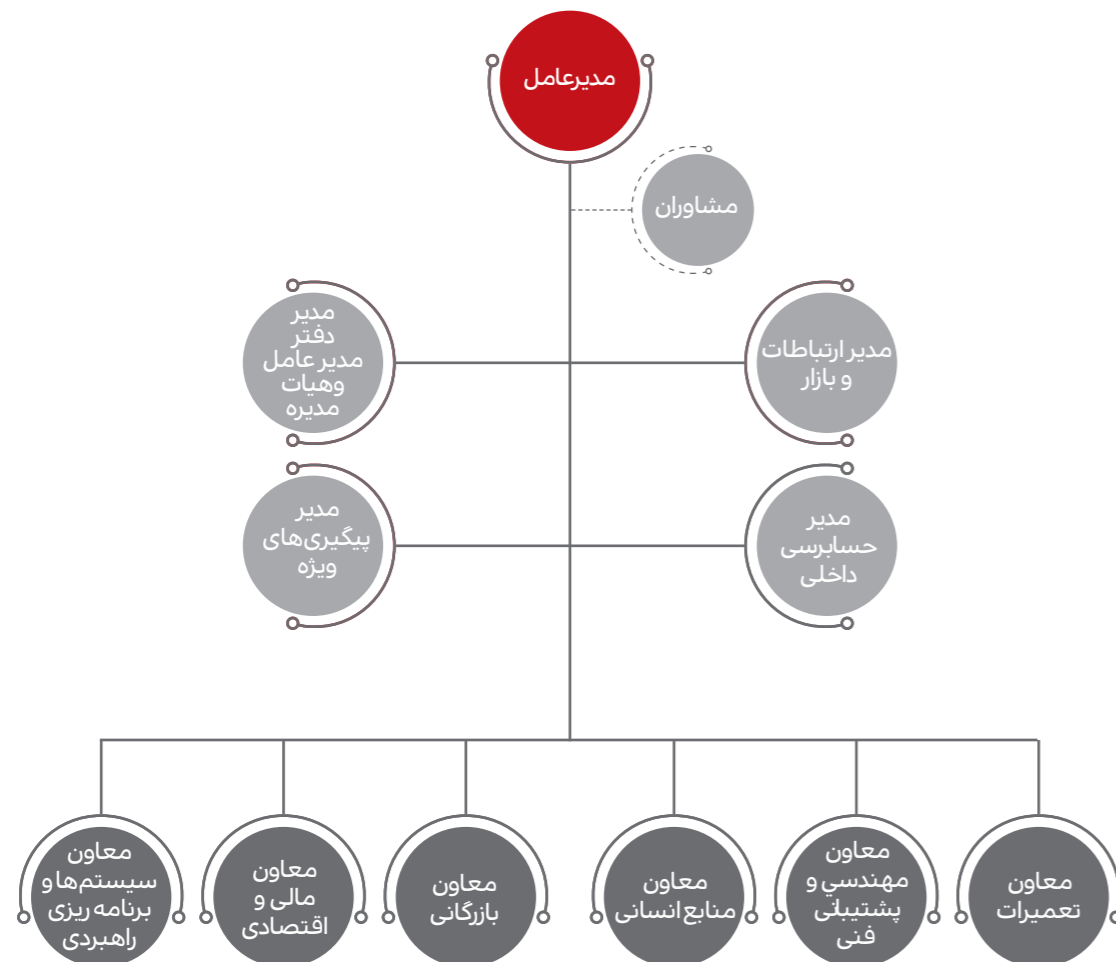 مدیرعامل
مشاوران
مدیر ارتباطات
و بازار
مدیر
دفتر
مدیر عامل
وهیات
مدیره
مدیر
حسابرسی
داخلی
مدیر
پیگیری‌های
ویژه
معاون
تعمیرات
معاون
مهندسي و
پشتیبانی
فنی
معاون
منابع انسانی
معاون
بازرگانی
معاون
مالی و
اقتصادی
معاون
سیستم‌ها و
برنامه ریزی
راهبردی